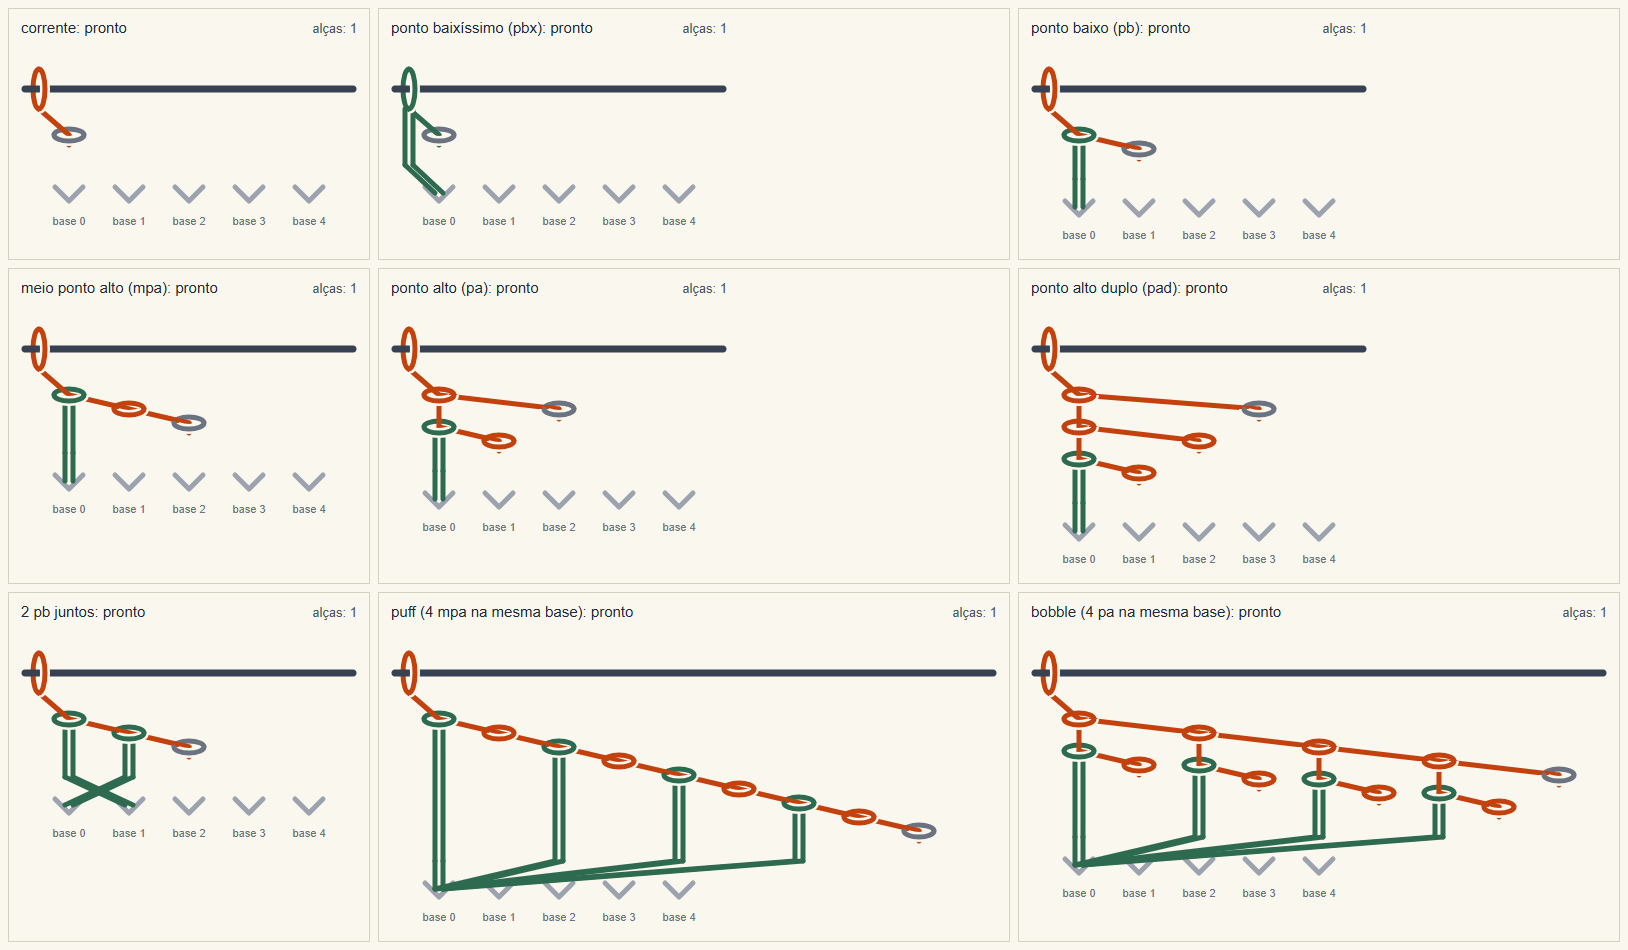 corrente: pronto
alças: 1
base 0
base 1
base 2
base 3
base 4
ponto baixíssimo (pbx): pronto
alças: 1
base 0
base 1
base 2
base 3
base 4
ponto baixo (pb): pronto
alças: 1
base 0
base 1
base 2
base 3
base 4
meio ponto alto (mpa): pronto
alças: 1
base 0
base 1
base 2
base 3
base 4
ponto alto (pa): pronto
alças: 1
base 0
base 1
base 2
base 3
base 4
ponto alto duplo (pad): pronto
alças: 1
base 0
base 1
base 2
base 3
base 4
2 pb juntos: pronto
alças: 1
base 0
base 1
base 2
base 3
base 4
puff (4 mpa na mesma base): pronto
alças: 1
base 0
base 1
base 2
base 3
base 4
bobble (4 pa na mesma base): pronto
alças: 1
base 0
base 1
base 2
base 3
base 4